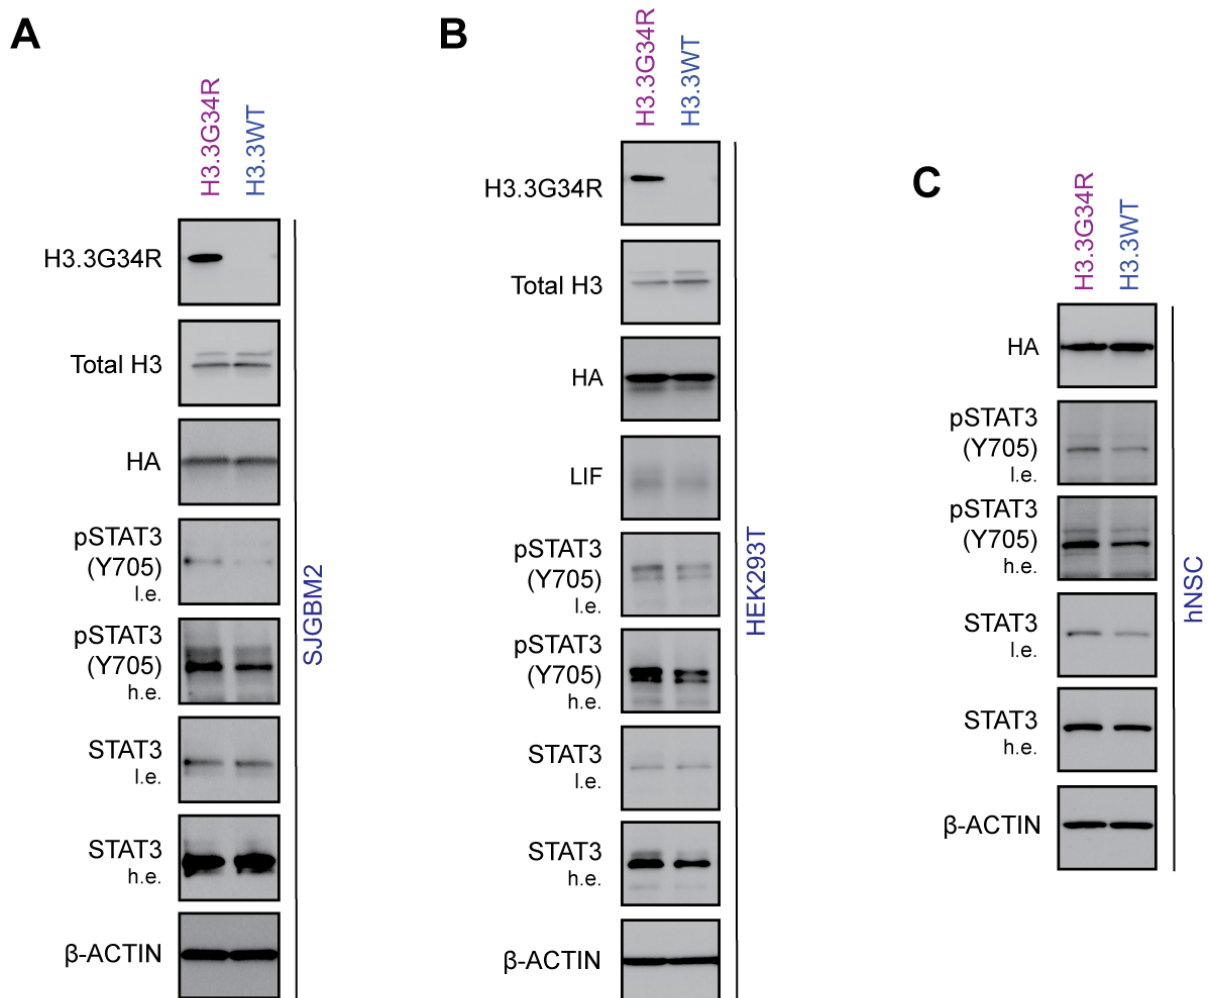 A
H3.3G34R
H3.3WT
H3.3G34R
Total H3
HA
pSTAT3
(Y705)
l.e.
pSTAT3
(Y705)
h.e.
STAT3
l.e.
STAT3
h.e.
β-ACTIN
SJGBM2
B
H3.3G34R
H3.3WT
H3.3G34R
Total H3
HA
LIF
pSTAT3
(Y705)
l.e.
pSTAT3
(Y705)
h.e.
STAT3
l.e.
STAT3
h.e.
β-ACTIN
HEK293T
C
H3.3G34R
H3.3WT
HA
pSTAT3
(Y705)
l.e.
pSTAT3
(Y705)
h.e.
STAT3
l.e.
STAT3
h.e.
β-ACTIN
hNSC